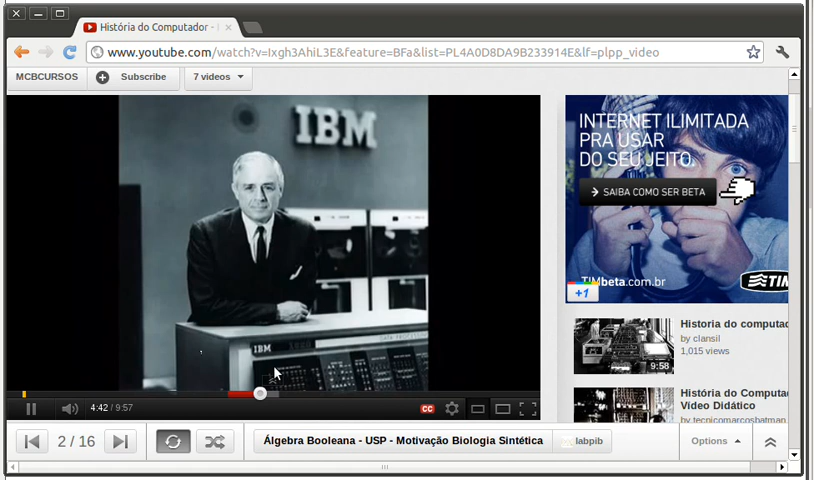 História do Computador -
www.youtube.com/watch?v=Ixgh3AhiL3E&feature=BFa&list=PL4A0D8DA9B233914E&lf=plpp_video
MCBCURSOS
Subscribe
7 videos
IBM
IBM
DATA PROCESSING
INTERNET ILIMITADA
PRA USAR
DO SEU JEITO.
SAIBA COMO SER BETA
TIMbeta.com.br
TIM
+1
Historia do computad
by clansil
1,015 views
9:58
História do Computad
Vídeo Didático
by tecnicomarcosbatman
4:42 / 9:57
CC
2 / 16
Álgebra Booleana - USP - Motivação Biologia Sintética
labpib
Options